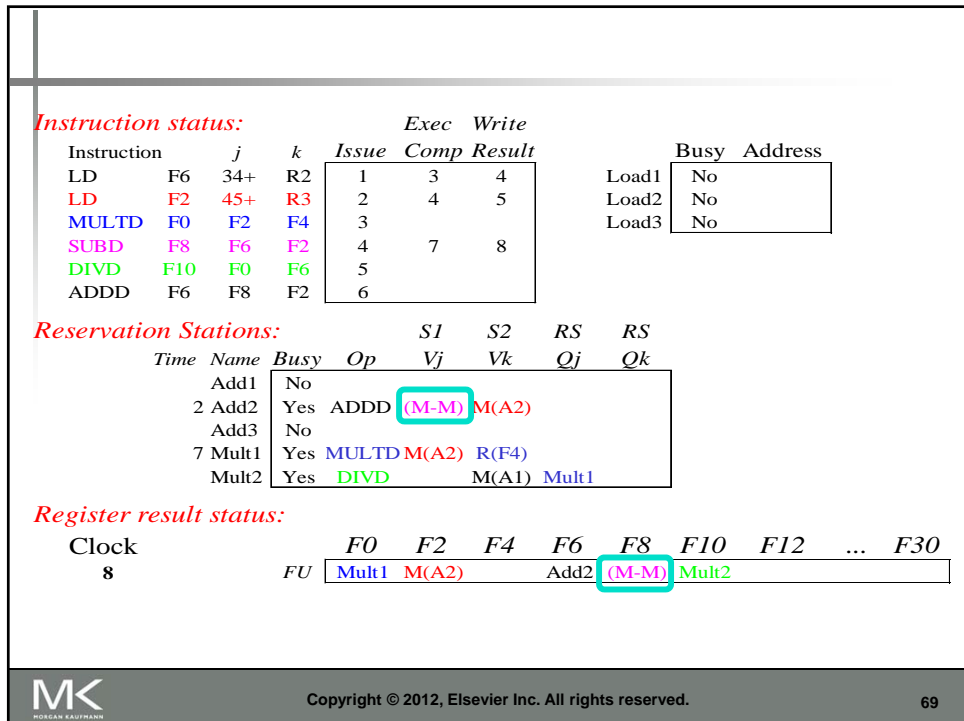 Instruction status: Exec Write
Instruction j k Issue Comp Result Busy Address
LD F6 34+ R2 1 3 4 Load1 No
LD F2 45+ R3 2 4 5 Load2 No
MULTD F0 F2 F4 3 Load3 No
SUBD F8 F6 F2 4 7 8
DIVD F10 F0 F6 5
ADDD F6 F8 F2 6
Reservation Stations: S1 S2 RS RS
Time Name Busy Op Vj Vk Qj Qk
Add1 No
2 Add2 Yes ADDD (M-M) M(A2)
Add3 No
7 Mult1 Yes MULTD M(A2) R(F4)
Mult2 Yes DIVD M(A1) Mult1
Register result status:
Clock F0 F2 F4 F6 F8 F10 F12 ... F30
8 FU Mult1 M(A2) Add2 (M-M) Mult2
MK
MORGAN KAUFMANN
Copyright © 2012, Elsevier Inc. All rights reserved. 69